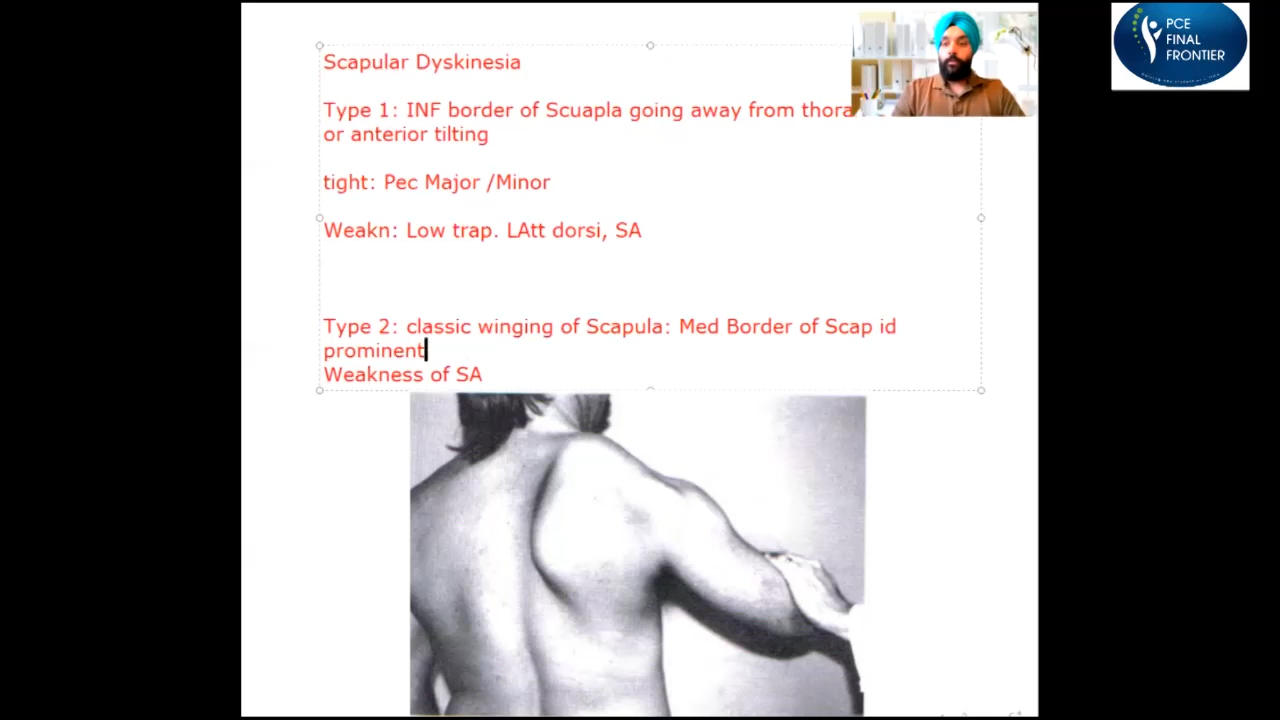 Scapular Dyskinesia
Type 1: INF border of Scuapla going away from thora
or anterior tilting
tight: Pec Major /Minor
Weakn: Low trap. LAtt dorsi, SA
Type 2: classic winging of Scapula: Med Border of Scap id
prominent
Weakness of SA
PCE
FINAL
FRONTIER